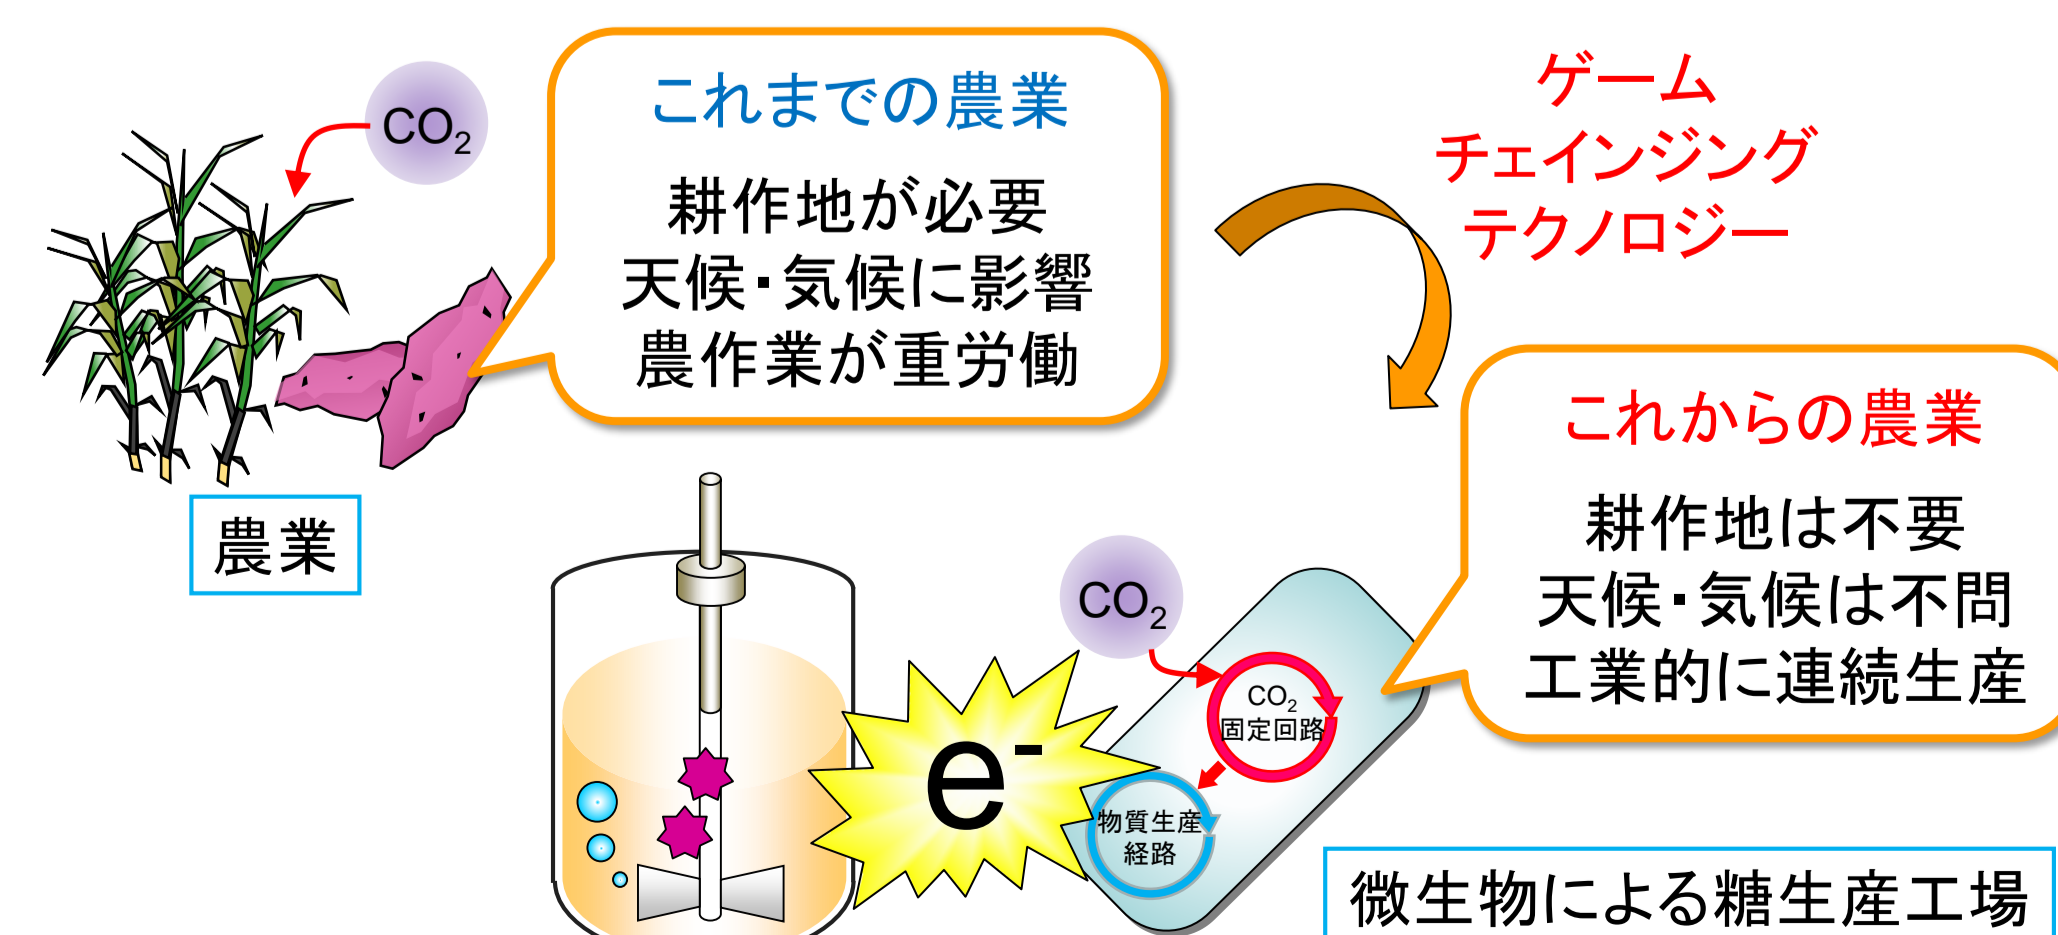 CO₂
これまでの農業
耕作地が必要
天候・気候に影響
農作業が重労働
農業
ゲーム
チェインジング
テクノロジー
これからの農業
耕作地は不要
天候・気候は不問
工業的に連続生産
CO₂
CO₂
固定回路
e⁻
物質生産
経路
微生物による糖生産工場